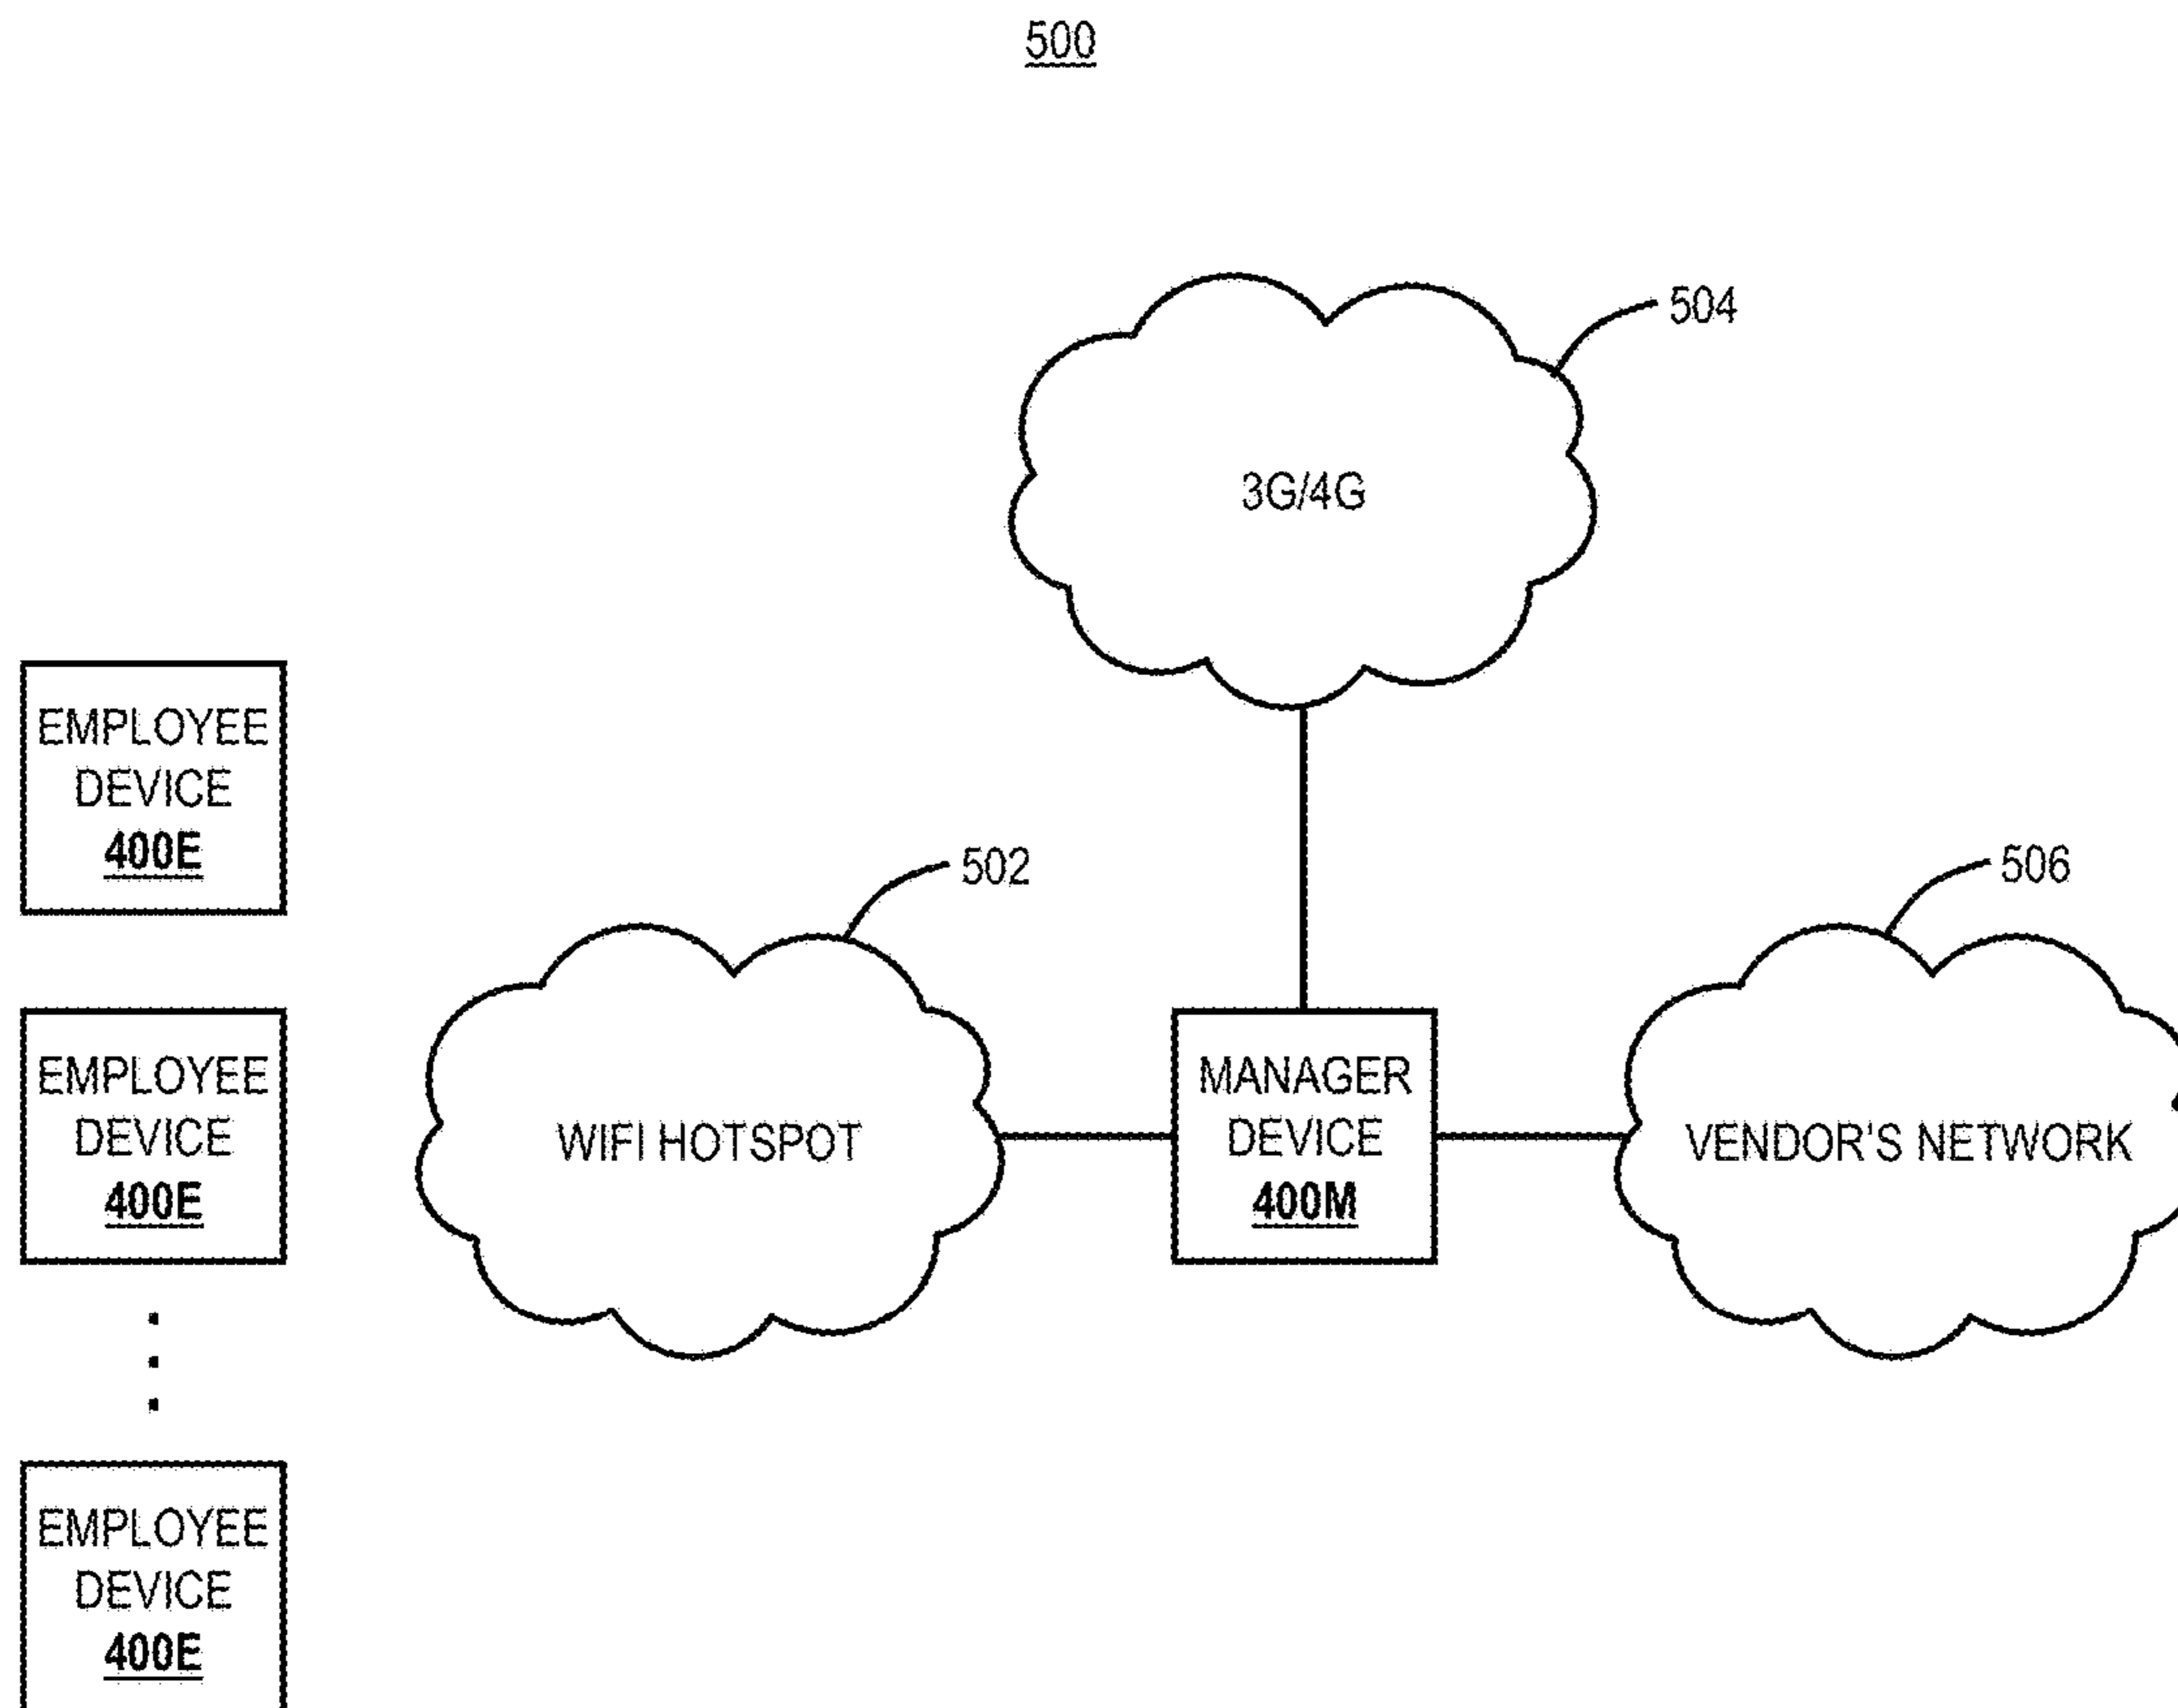 500
504
3G/4G
EMPLOYEE
DEVICE
400E
502
506
EMPLOYEE
DEVICE
400E
WIFI HOTSPOT
MANAGER
DEVICE
400M
VENDOR'S NETWORK
EMPLOYEE
DEVICE
400E